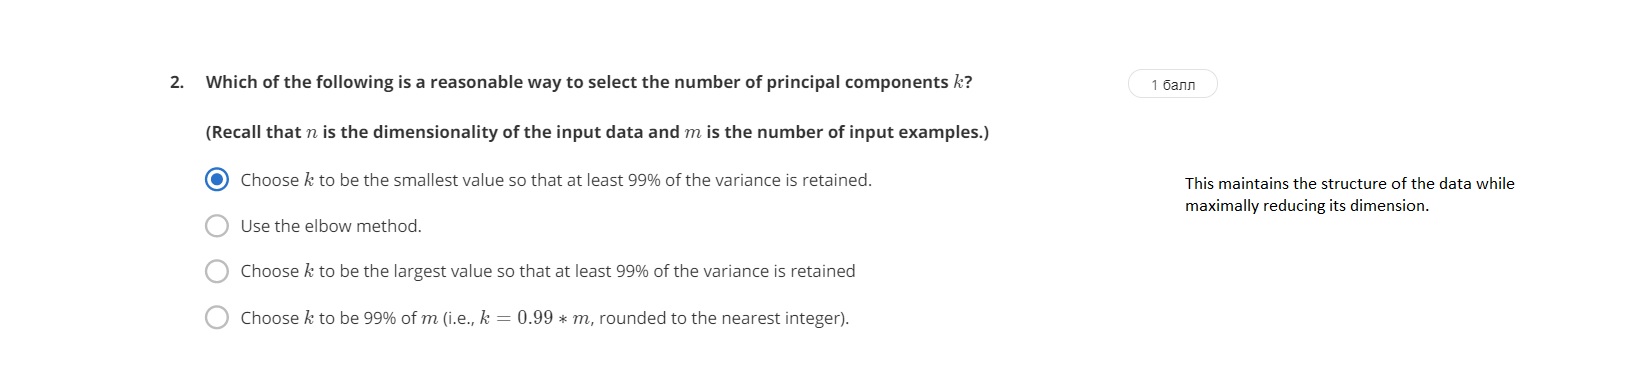 2. Which of the following is a reasonable way to select the number of principal components k?
1 балл
(Recall that n is the dimensionality of the input data and m is the number of input examples.)
Choose k to be the smallest value so that at least 99% of the variance is retained.
This maintains the structure of the data while
maximally reducing its dimension.
Use the elbow method.
Choose k to be the largest value so that at least 99% of the variance is retained
Choose k to be 99% of m (i.e., k = 0.99 ∗ m, rounded to the nearest integer).